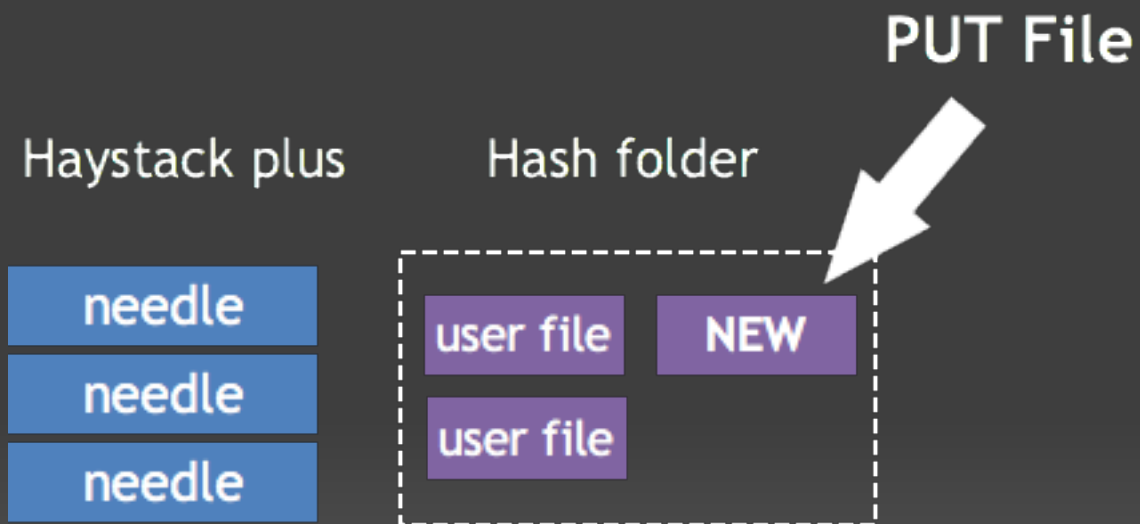 PUT File
Haystack plus
Hash folder
needle
needle
needle
user file
NEW
user file